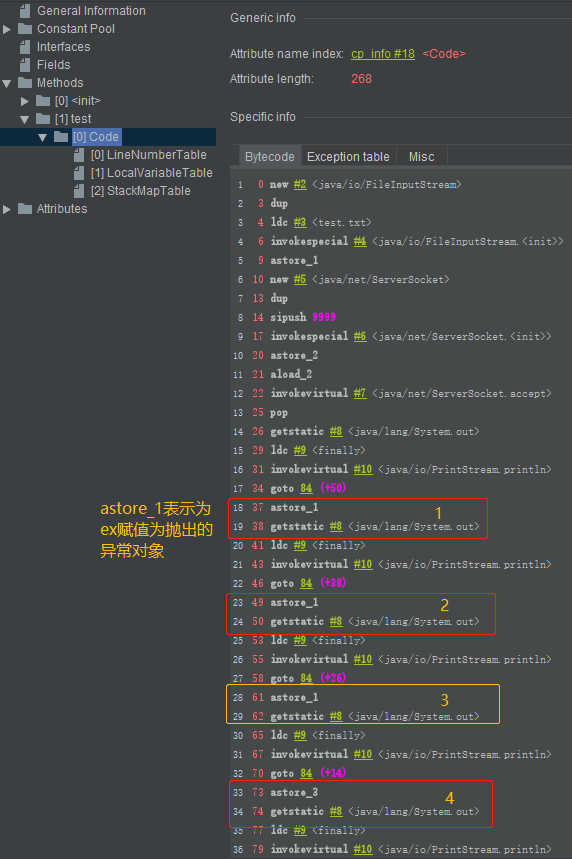 General Information
Constant Pool
Interfaces
Fields
Methods
[0] <init>
[1] test
[0] Code
[0] LineNumberTable
[1] LocalVariableTable
[2] StackMapTable
Attributes
Generic info
Attribute name index: cp_info #18 <Code>
Attribute length: 268
Specific info
Bytecode Exception table Misc
1 0 new #2 <java/io/FileInputStream>
2 3 dup
3 4 ldc #3 <test.txt>
4 6 invokespecial #4 <java/io/FileInputStream.<init>>
5 9 astore_1
6 10 new #5 <java/net/ServerSocket>
7 13 dup
8 14 sipush 9999
9 17 invokespecial #6 <java/net/ServerSocket.<init>>
10 20 astore_2
11 21 aload_2
12 22 invokevirtual #7 <java/net/ServerSocket.accept>
13 25 pop
14 26 getstatic #8 <java/lang/System.out>
15 29 ldc #9 <finally>
16 31 invokevirtual #10 <java/io/PrintStream.println>
17 34 goto 84 (+50)
18 37 astore_1
1
19 38 getstatic #8 <java/lang/System.out>
20 41 ldc #9 <finally>
21 43 invokevirtual #10 <java/io/PrintStream.println>
22 46 goto 84 (+38)
23 49 astore_1
2
24 50 getstatic #8 <java/lang/System.out>
25 53 ldc #9 <finally>
26 55 invokevirtual #10 <java/io/PrintStream.println>
27 58 goto 84 (+26)
28 61 astore_1
3
29 62 getstatic #8 <java/lang/System.out>
30 65 ldc #9 <finally>
31 67 invokevirtual #10 <java/io/PrintStream.println>
32 70 goto 84 (+14)
33 73 astore_3
4
34 74 getstatic #8 <java/lang/System.out>
35 77 ldc #9 <finally>
36 79 invokevirtual #10 <java/io/PrintStream.println>
astore_1表示为
ex赋值为抛出的
异常对象